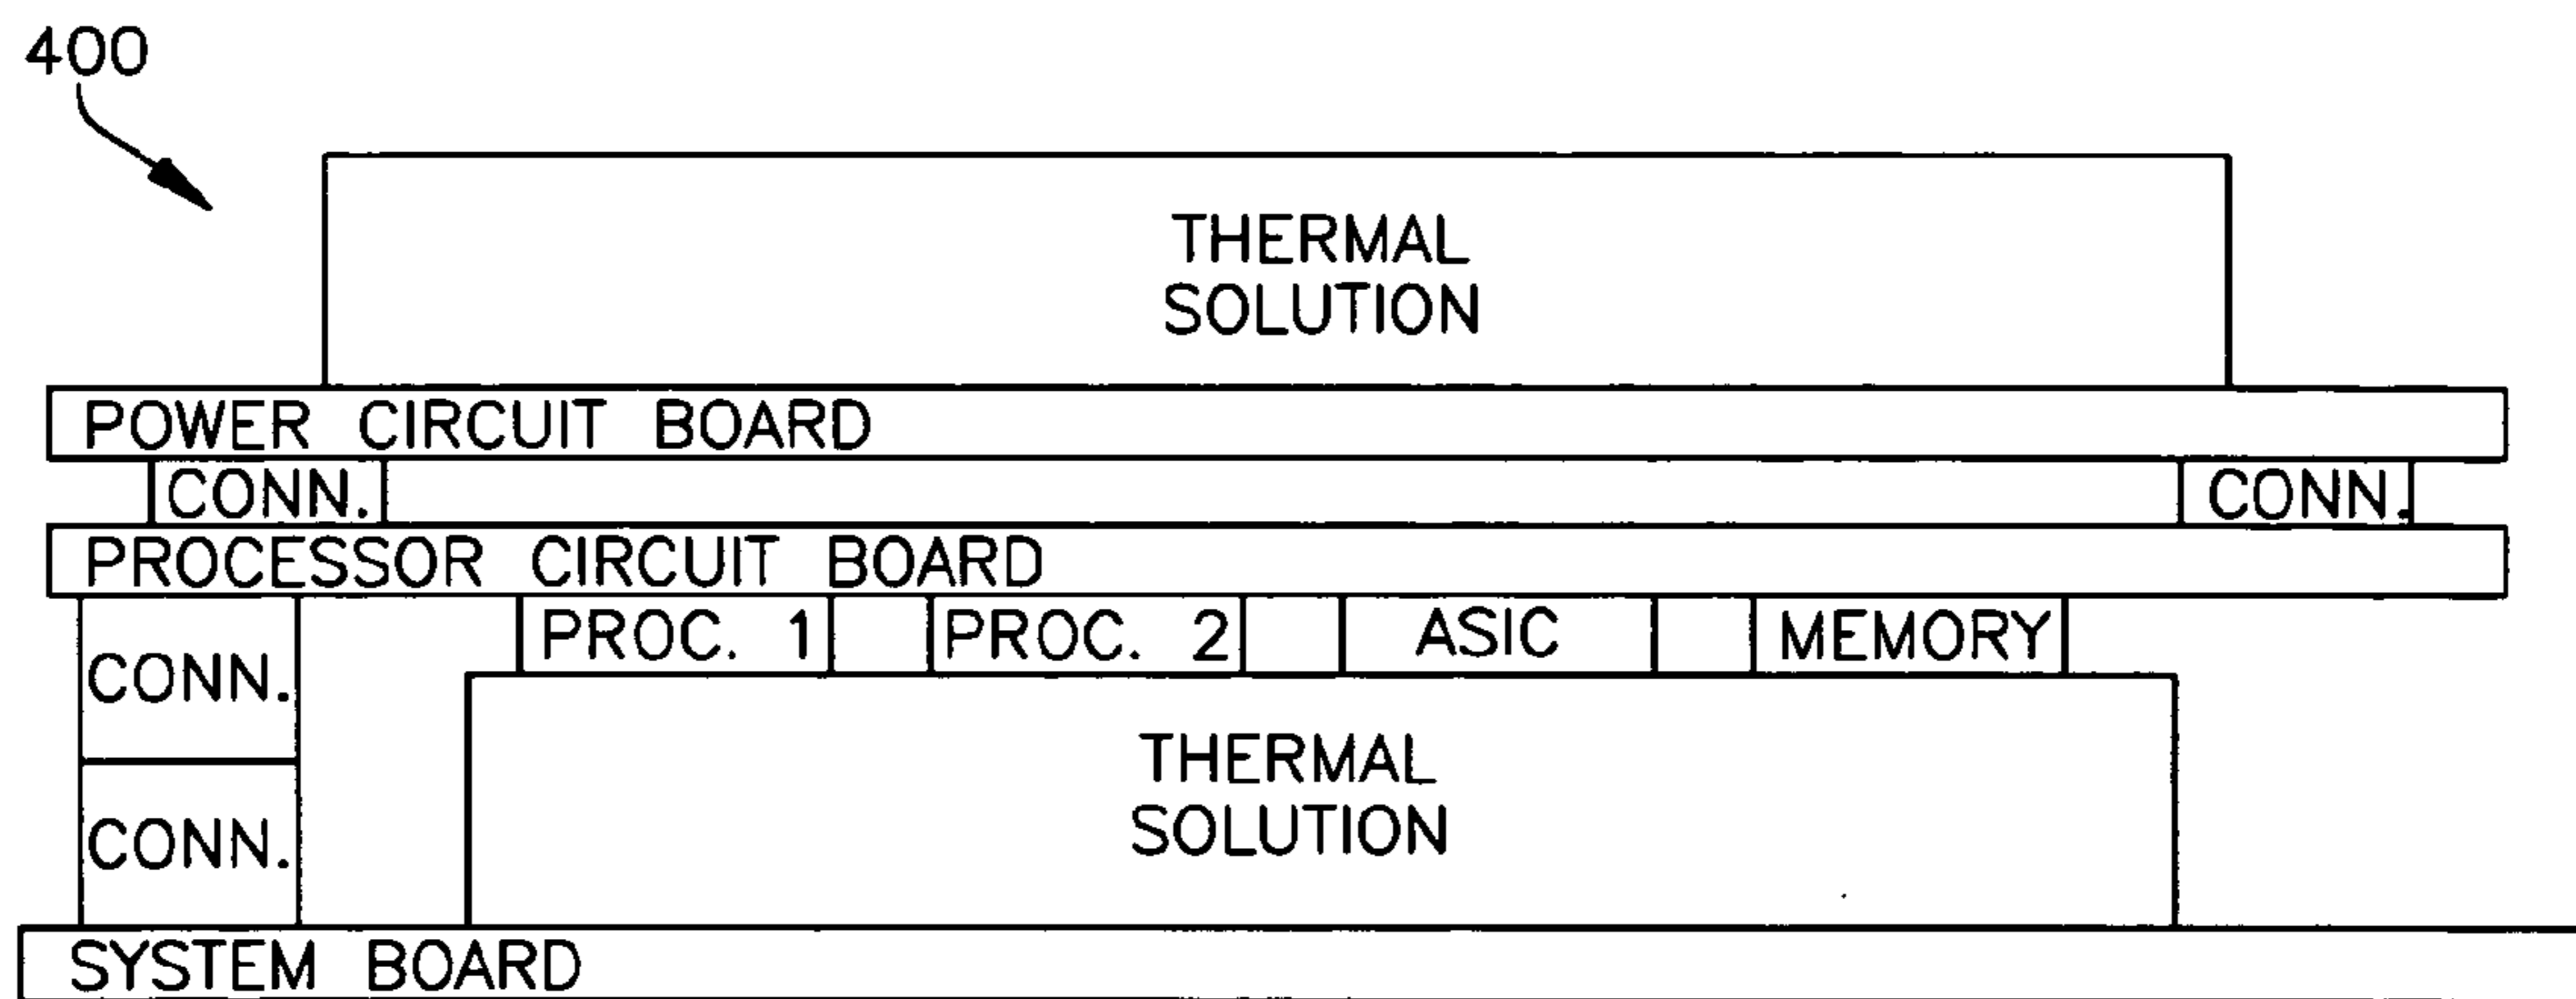 400
THERMAL
SOLUTION
POWER CIRCUIT BOARD
CONN.
CONN.
PROCESSOR CIRCUIT BOARD
PROC. 1
PROC. 2
ASIC
MEMORY
CONN.
THERMAL
SOLUTION
CONN.
SYSTEM BOARD